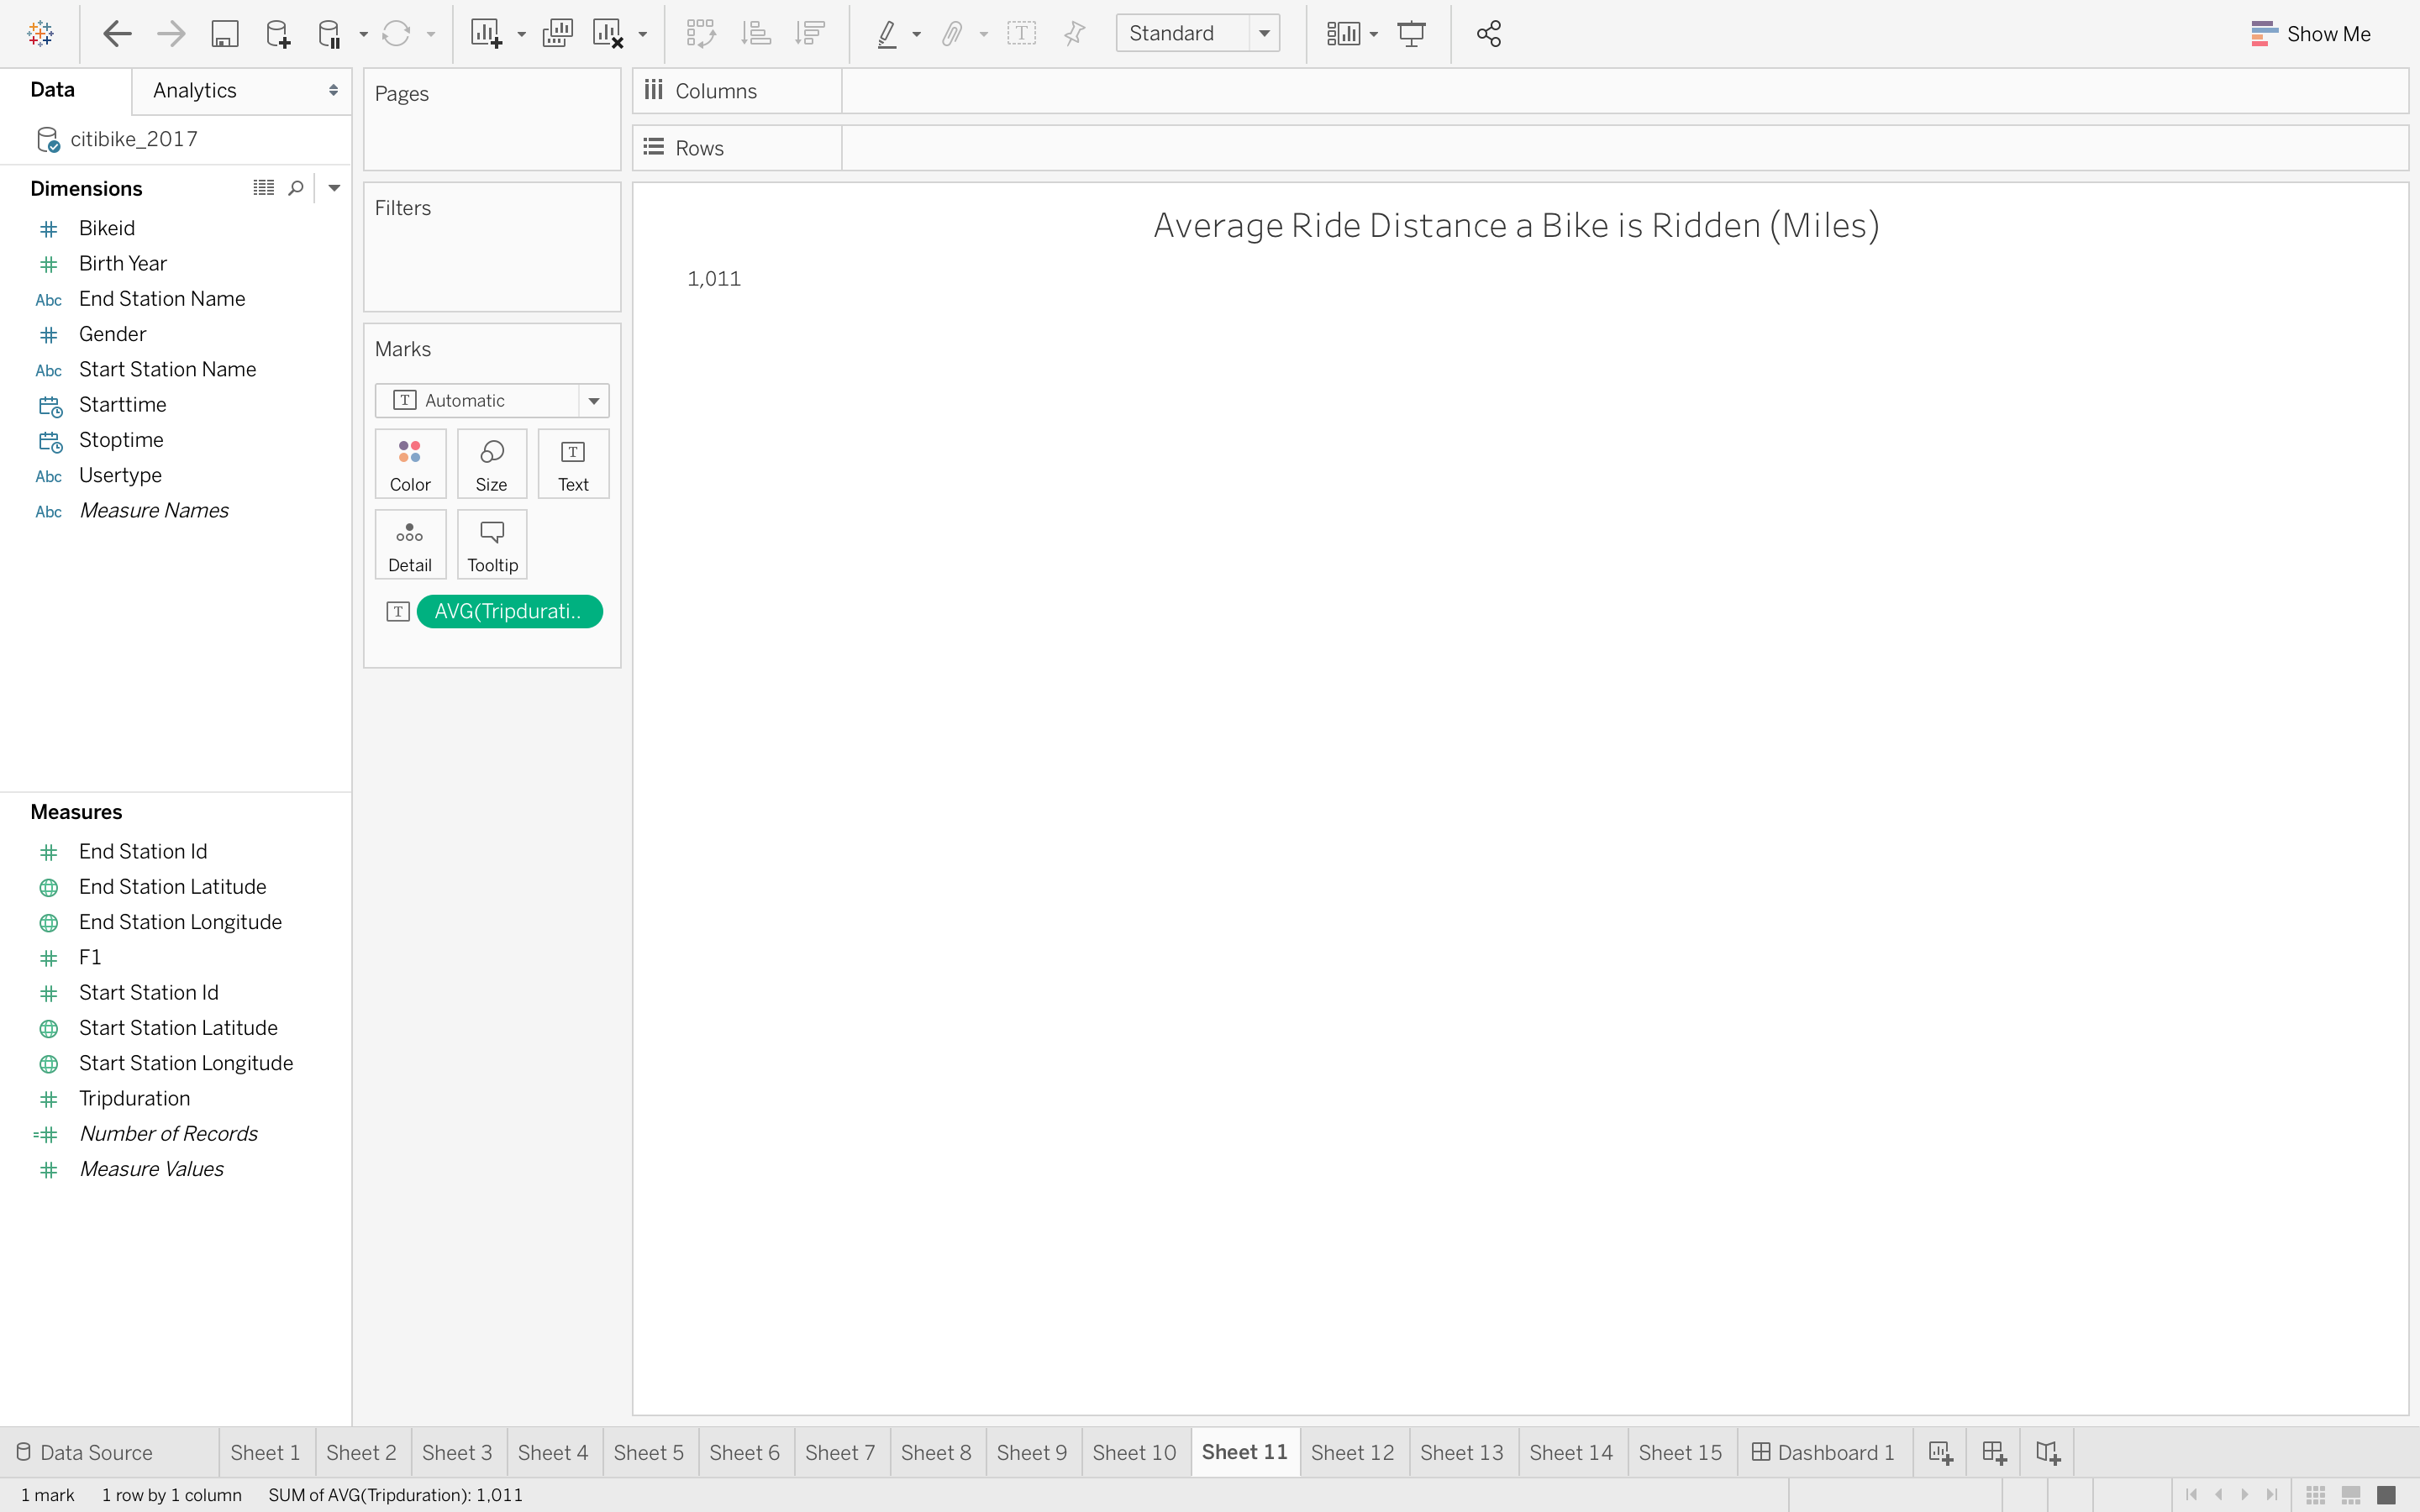 Standard
Show Me
Data
Analytics
citibike_2017
Dimensions
Bikeid
Birth Year
Abc End Station Name
Gender
Abc Start Station Name
Starttime
Stoptime
Abc Usertype
Abc Measure Names
Measures
End Station Id
End Station Latitude
End Station Longitude
F1
Start Station Id
Start Station Latitude
Start Station Longitude
Tripduration
Number of Records
Measure Values
Pages
Filters
Marks
T Automatic
Color Size T Text
Detail Tooltip
T AVG(Tripdurati..
Columns
Rows
Average Ride Distance a Bike is Ridden (Miles)
1,011
Data Source Sheet 1 Sheet 2 Sheet 3 Sheet 4 Sheet 5 Sheet 6 Sheet 7 Sheet 8 Sheet 9 Sheet 10 Sheet 11 Sheet 12 Sheet 13 Sheet 14 Sheet 15 Dashboard 1
1 mark 1 row by 1 column SUM of AVG(Tripduration): 1,011